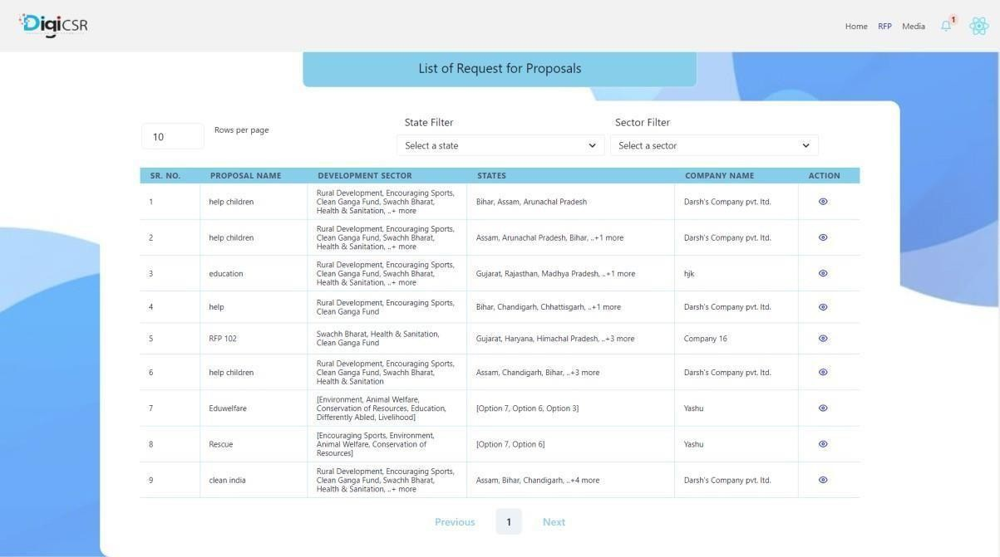 DigiCSR
Home RFP Media 1
List of Request for Proposals
State Filter Sector Filter
10 Rows per page
Select a state Select a sector
SR. NO. PROPOSAL NAME DEVELOPMENT SECTOR STATES COMPANY NAME ACTION
Rural Development, Encouraging Sports,
1 help children Clean Ganga Fund, Swachh Bharat, Bihar, Assam, Arunachal Pradesh Darsh's Company pvt. ltd.
Health & Sanitation, ..+ more
Rural Development, Encouraging Sports,
2 help children Clean Ganga Fund, Swachh Bharat, Assam, Arunachal Pradesh, Bihar, ..+1 more Darsh's Company pvt. ltd.
Health & Sanitation, ..+ more
Rural Development, Encouraging Sports,
3 education Clean Ganga Fund, Swachh Bharat, Gujarat, Rajasthan, Madhya Pradesh, ..+1 more hjk
Health & Sanitation, ..+ more
Rural Development, Encouraging Sports,
4 help Clean Ganga Fund Bihar, Chandigarh, Chhattisgarh, ..+1 more Darsh's Company pvt. ltd.
Swachh Bharat, Health & Sanitation,
5 RFP 102 Clean Ganga Fund Gujarat, Haryana, Himachal Pradesh, ..+3 more Company 16
Rural Development, Encouraging Sports,
6 help children Clean Ganga Fund, Swachh Bharat, Assam, Chandigarh, Bihar, ..+3 more Darsh's Company pvt. ltd.
Health & Sanitation
[Environment, Animal Welfare,
7 Eduwelfare Conservation of Resources, Education, [Option 7, Option 6, Option 3] Yashu
Differently Abled, Livelihood]
[Encouraging Sports, Environment,
8 Rescue Animal Welfare, Conservation of [Option 7, Option 6] Yashu
Resources]
Rural Development, Encouraging Sports,
9 clean india Clean Ganga Fund, Swachh Bharat, Assam, Bihar, Chandigarh, ..+4 more Darsh's Company pvt. ltd.
Health & Sanitation, ..+ more
Previous 1 Next